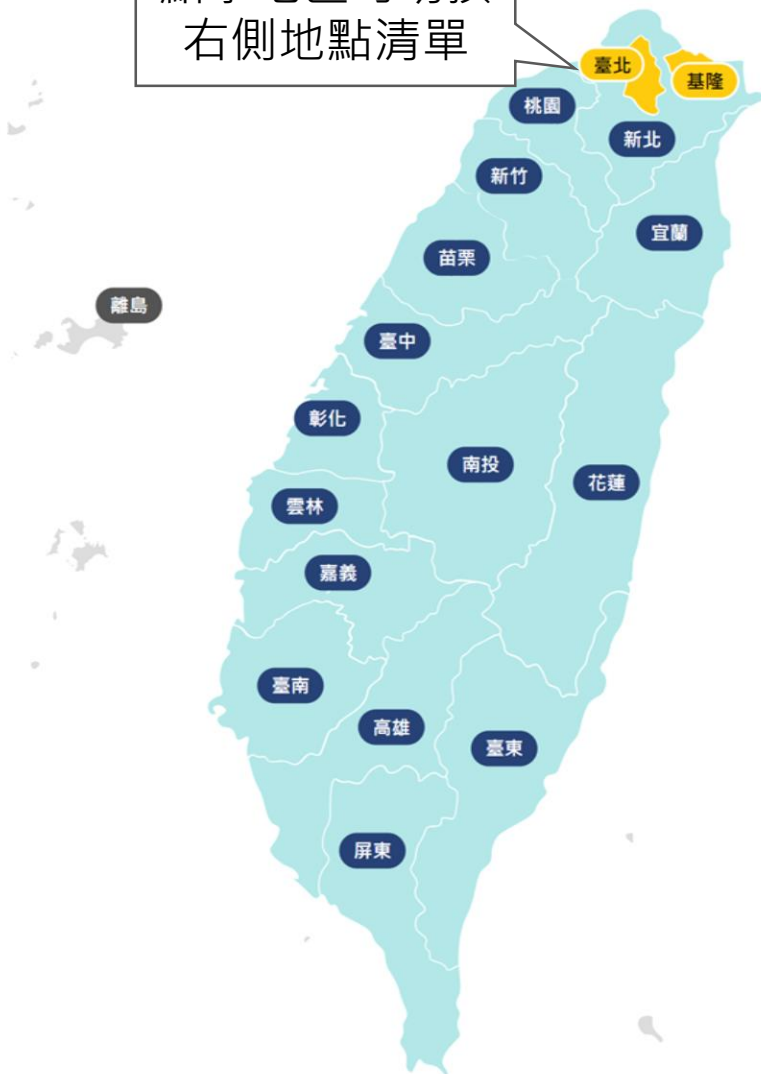 右側地點清單
臺北
基隆
桃園
新北
新竹
宜蘭
苗栗
離島
臺中
彰化
南投
花蓮
雲林
嘉義
臺南
高雄
臺東
屏東